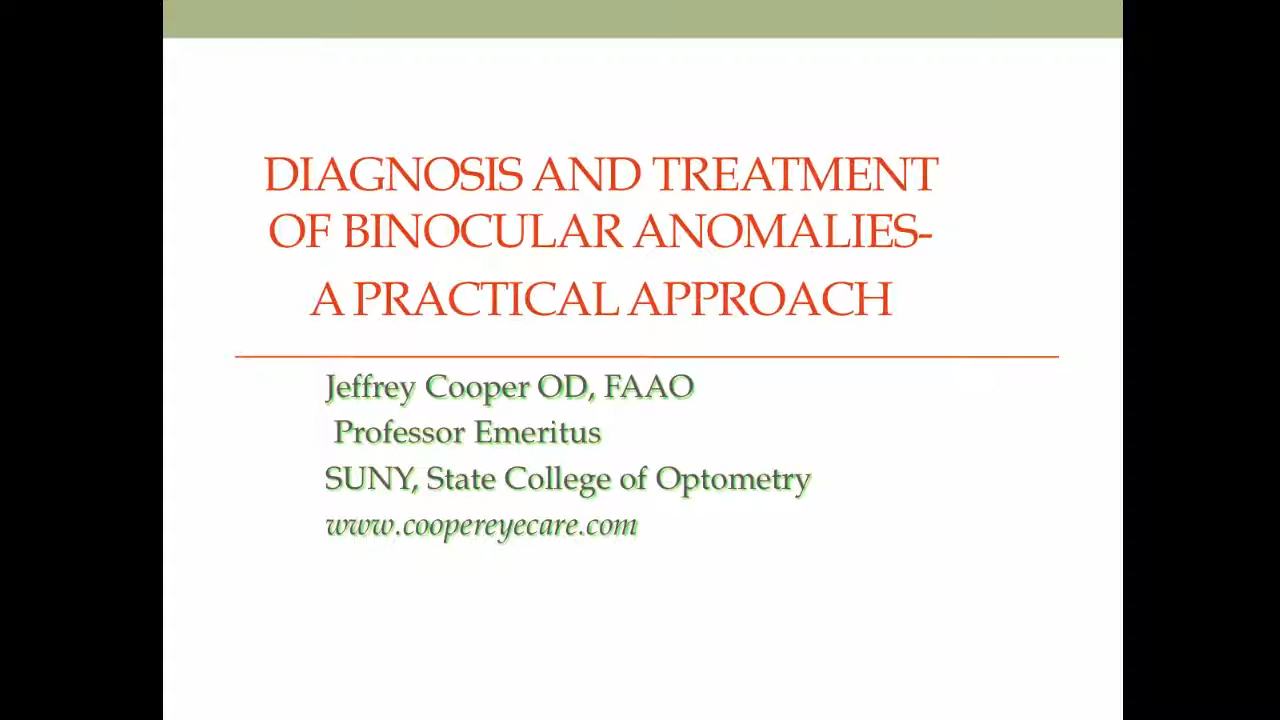 DIAGNOSIS AND TREATMENT
OF BINOCULAR ANOMALIES-
A PRACTICAL APPROACH
Jeffrey Cooper OD, FAAO
Professor Emeritus
SUNY, State College of Optometry
www.coopereyecare.com